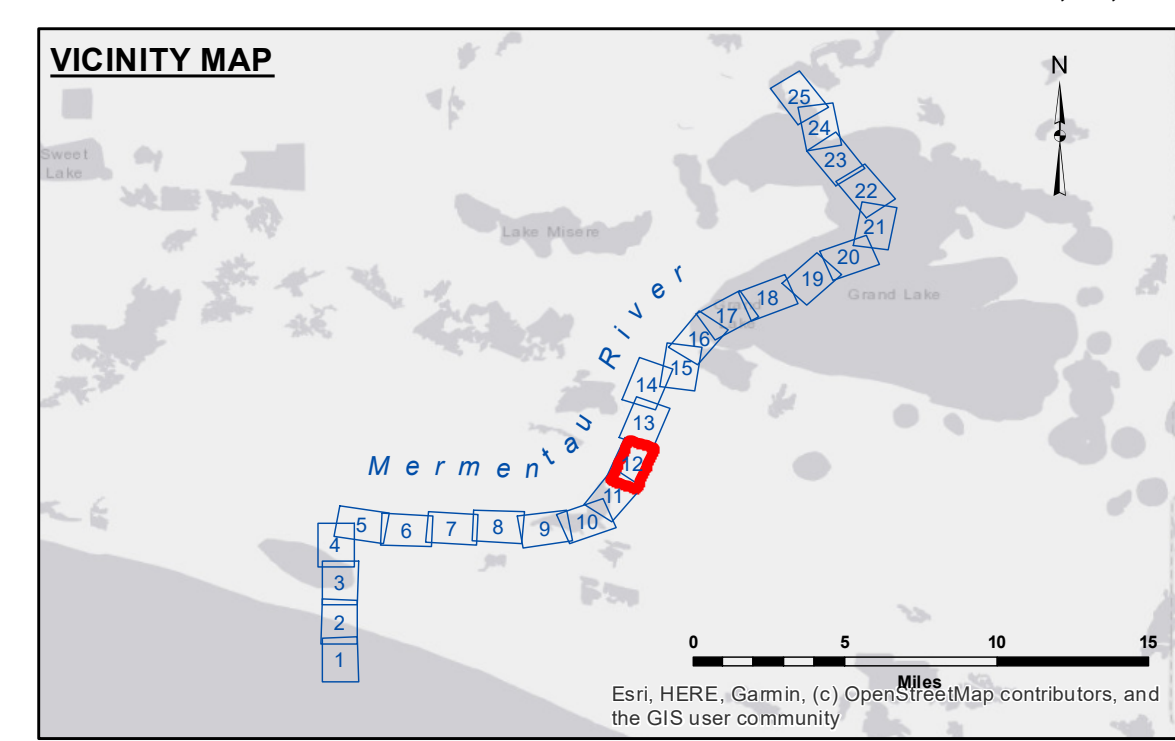 VICINITY MAP
N
Sweet
Lake
Lake Misere
Grand Lake
Mermentau River
25
24
23
22
21
20
19
18
17
16
15
14
13
12
11
10
9
8
7
6
5
4
3
2
1
0 5 10 15
Miles
Esri, HERE, Garmin, (c) OpenStreetMap contributors, and
the GIS user community